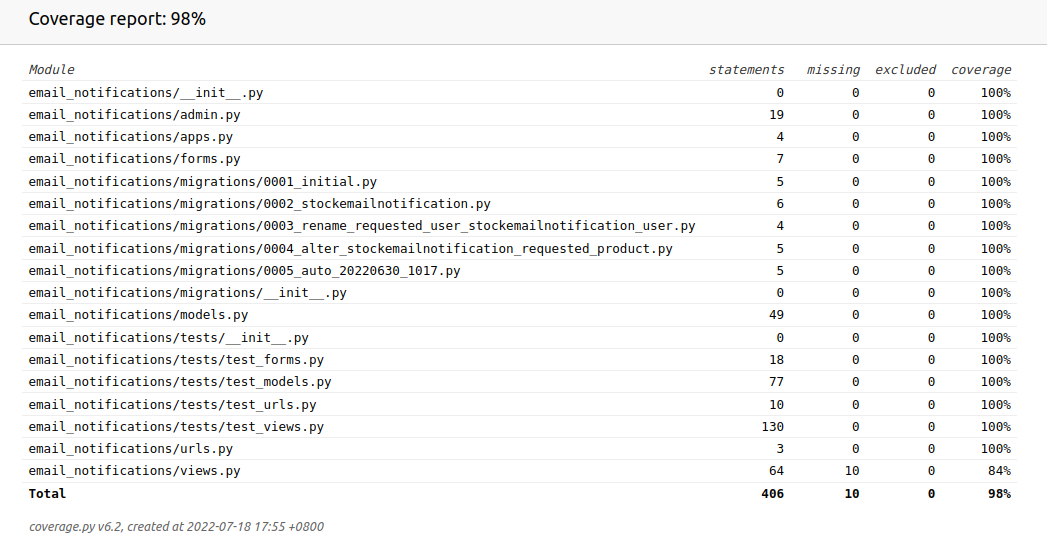 Coverage report: 98%
Module statements missing excluded coverage
email_notifications/__init__.py 0 0 0 100%
email_notifications/admin.py 19 0 0 100%
email_notifications/apps.py 4 0 0 100%
email_notifications/forms.py 7 0 0 100%
email_notifications/migrations/0001_initial.py 5 0 0 100%
email_notifications/migrations/0002_stockemailnotification.py 6 0 0 100%
email_notifications/migrations/0003_rename_requested_user_stockemailnotification_user.py 4 0 0 100%
email_notifications/migrations/0004_alter_stockemailnotification_requested_product.py 5 0 0 100%
email_notifications/migrations/0005_auto_20220630_1017.py 5 0 0 100%
email_notifications/migrations/__init__.py 0 0 0 100%
email_notifications/models.py 49 0 0 100%
email_notifications/tests/__init__.py 0 0 0 100%
email_notifications/tests/test_forms.py 18 0 0 100%
email_notifications/tests/test_models.py 77 0 0 100%
email_notifications/tests/test_urls.py 10 0 0 100%
email_notifications/tests/test_views.py 130 0 0 100%
email_notifications/urls.py 3 0 0 100%
email_notifications/views.py 64 10 0 84%
Total 406 10 0 98%
coverage.py v6.2, created at 2022-07-18 17:55 +0800